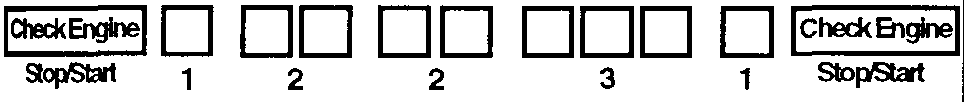 Check Engine Check Engine
Stop/Start 1 2 2 3 1 Stop/Start